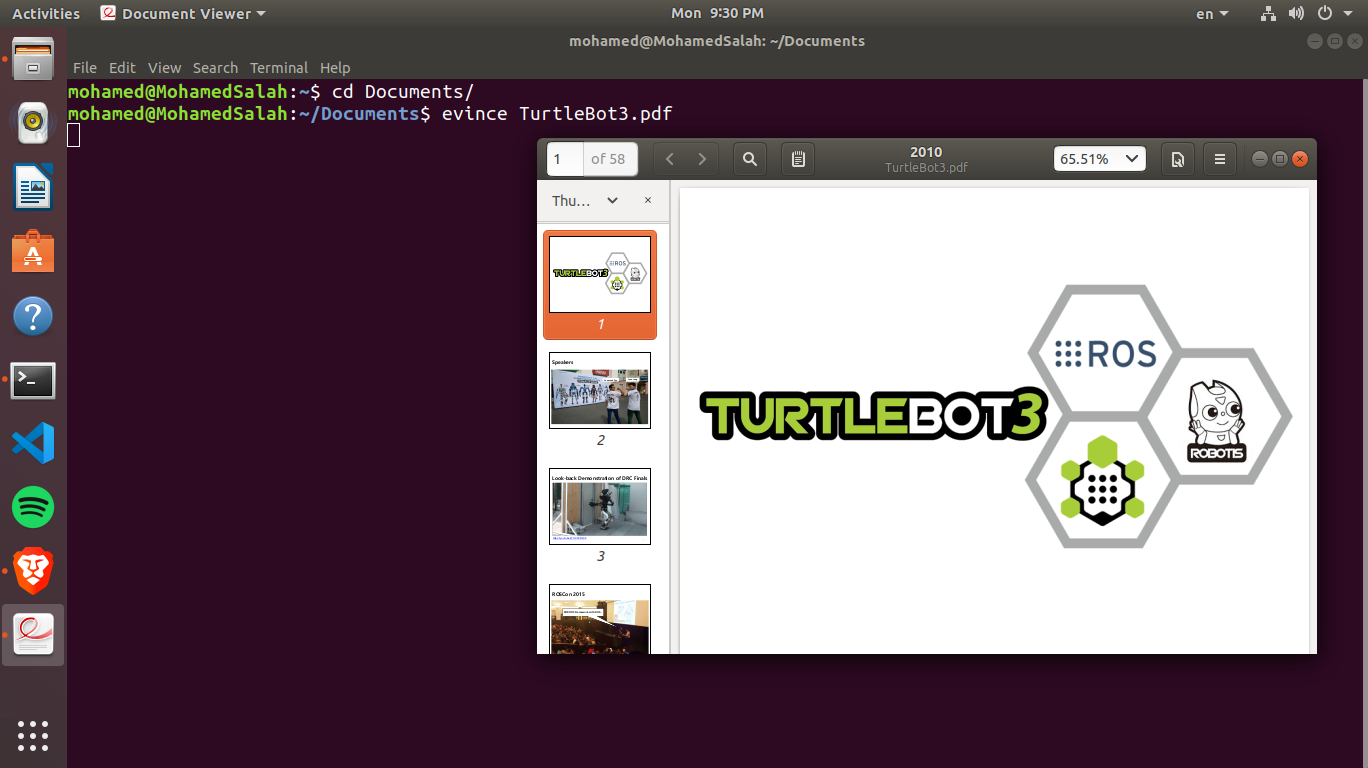 Activities Document Viewer Mon 9:30 PM en
mohamed@MohamedSalah: ~/Documents
File Edit View Search Terminal Help
mohamed@MohamedSalah:~$ cd Documents/
mohamed@MohamedSalah:~/Documents$ evince TurtleBot3.pdf
1 of 58
2010
TurtleBot3.pdf
65.51%
Thu...
TURTLEBOT3
ROS
1
Speakers
2
Look-back Demonstration of DRC Finals
3
ROSCon 2015
ROS
TURTLEBOT3
ROBOTIS